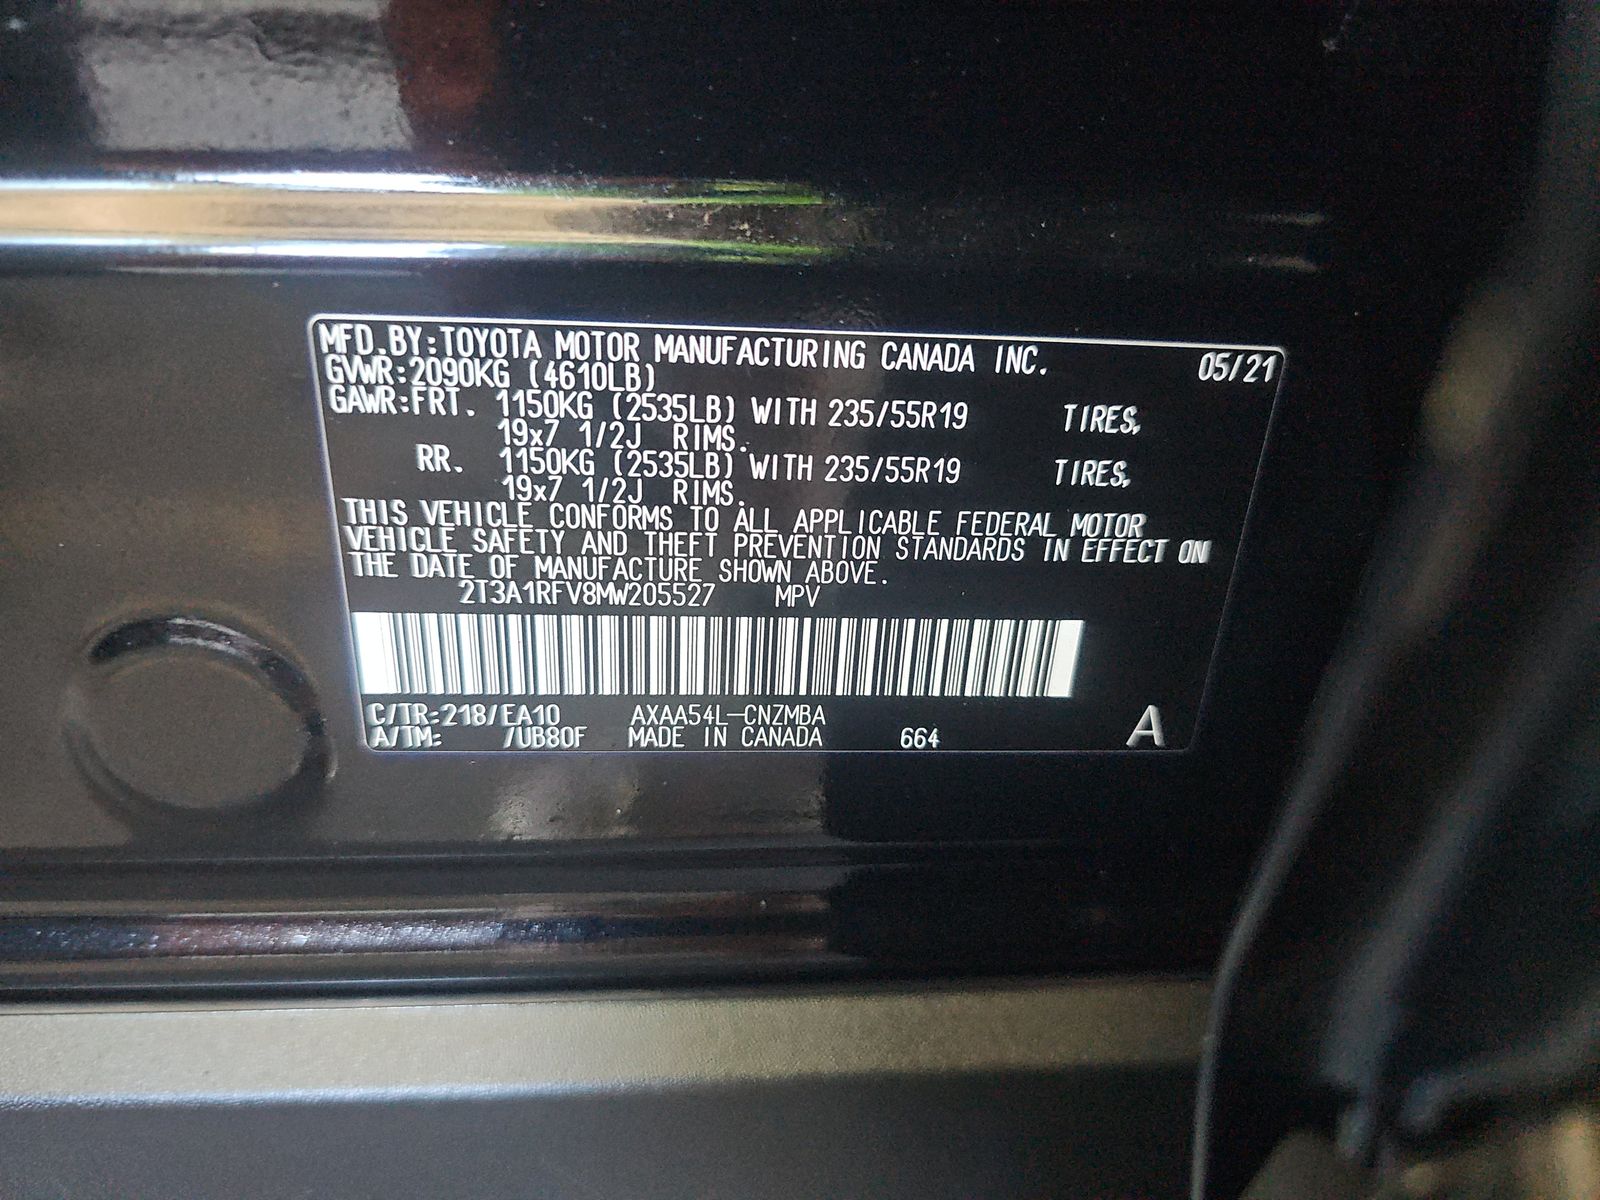 MFD.BY:TOYOTA MOTOR MANUFACTURING CANADA INC. 05/21
GVWR:2090KG (4610LB)
GAWR:FRT. 1150KG (2535LB) WITH 235/55R19 TIRES,
19x7 1/2J RIMS.
RR. 1150KG (2535LB) WITH 235/55R19 TIRES,
19x7 1/2J RIMS.
THIS VEHICLE CONFORMS TO ALL APPLICABLE FEDERAL MOTOR
VEHICLE SAFETY AND THEFT PREVENTION STANDARDS IN EFFECT ON
THE DATE OF MANUFACTURE SHOWN ABOVE.
2T3A1RFV8MW205527 MPV
C/TR:218/EA10 AXAA54L-CNZMBA
A/TM: /UB80F MADE IN CANADA 664 A